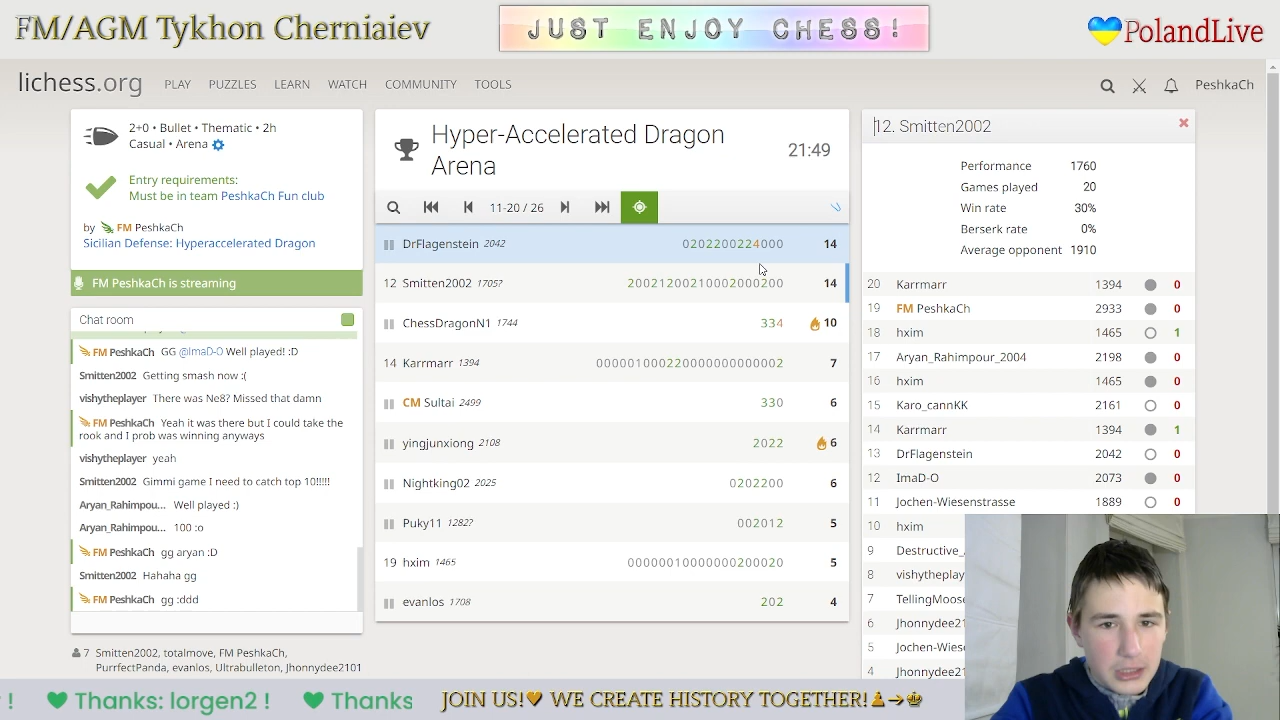 FM/AGM Tykhon Cherniaiev
JUST ENJOY CHESS!
PolandLive
lichess.org
PLAY PUZZLES LEARN WATCH COMMUNITY TOOLS
PeshkaCh
2+0 • Bullet • Thematic • 2h
Casual • Arena
Entry requirements:
Must be in team PeshkaCh Fun club
by FM PeshkaCh
Sicilian Defense: Hyperaccelerated Dragon
FM PeshkaCh is streaming
Chat room
FM PeshkaCh GG @ImaD-O Well played! :D
Smitten2002 Getting smash now :(
vishytheplayer There was Ne8? Missed that damn
FM PeshkaCh Yeah it was there but I could take the
rook and I prob was winning anyways
vishytheplayer yeah
Smitten2002 Gimmi game I need to catch top 10!!!!!
Aryan_Rahimpou... Well played :)
Aryan_Rahimpou... 100 :o
FM PeshkaCh gg aryan :D
Smitten2002 Hahaha gg
FM PeshkaCh gg :ddd
7 Smitten2002, totalmove, FM PeshkaCh,
PurrfectPanda, evanlos, Ultrabulleton, Jhonnydee2101
Hyper-Accelerated Dragon
Arena
21:49
11-20 / 26
DrFlagenstein 2042 0202200224000 14
12 Smitten2002 1705? 20021200210002000200 14
ChessDragonN1 1744 334 10
14 Karrmarr 1394 000001000220000000000002 7
CM Sultai 2499 330 6
yingjunxiong 2108 2022 6
Nightking02 2025 0202200 6
Puky11 1282? 002012 5
19 hxim 1465 00000010000000200020 5
evanlos 1708 202 4
12. Smitten2002
Performance 1760
Games played 20
Win rate 30%
Berserk rate 0%
Average opponent 1910
20 Karrmarr 1394 0
19 FM PeshkaCh 2933 0
18 hxim 1465 1
17 Aryan_Rahimpour_2004 2198 0
16 hxim 1465 0
15 Karo_cannKK 2161 0
14 Karrmarr 1394 1
13 DrFlagenstein 2042 0
12 ImaD-O 2073 0
11 Jochen-Wiesenstrasse 1889 0
10 hxim
9 Destructive_
8 vishytheplay
7 TellingMoose
6 Jhonnydee21
5 Jochen-Wies
4 Jhonnydee21
! Thanks: lorgen2 ! Thanks
JOIN US! WE CREATE HISTORY TOGETHER!